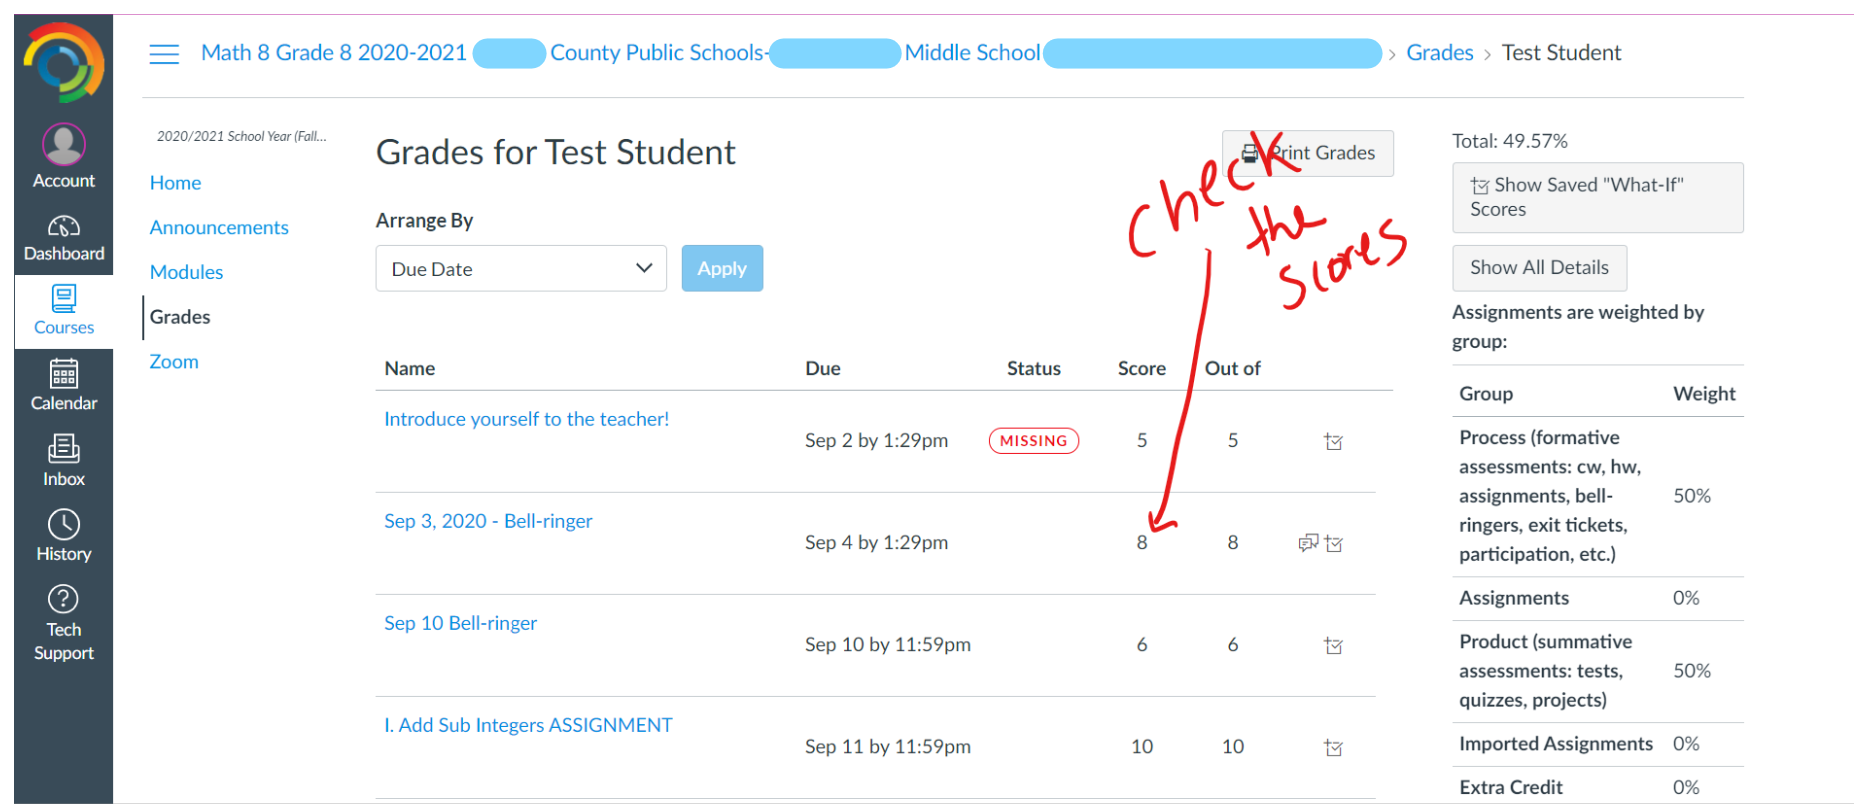 Math 8 Grade 8 2020-2021 County Public Schools- Middle School > Grades > Test Student
Account
Dashboard
Courses
Calendar
Inbox
History
Tech
Support
2020/2021 School Year (Fall...
Home
Announcements
Modules
Grades
Zoom
Grades for Test Student
Print Grades
Arrange By
Due Date
Apply
check
the
scores
Name Due Status Score Out of
Introduce yourself to the teacher!
Sep 2 by 1:29pm MISSING 5 5
Sep 3, 2020 - Bell-ringer
Sep 4 by 1:29pm 8 8
Sep 10 Bell-ringer
Sep 10 by 11:59pm 6 6
I. Add Sub Integers ASSIGNMENT
Sep 11 by 11:59pm 10 10
Total: 49.57%
Show Saved "What-If"
Scores
Show All Details
Assignments are weighted by
group:
Group Weight
Process (formative
assessments: cw, hw,
assignments, bell- 50%
ringers, exit tickets,
participation, etc.)
Assignments 0%
Product (summative
assessments: tests, 50%
quizzes, projects)
Imported Assignments 0%
Extra Credit 0%